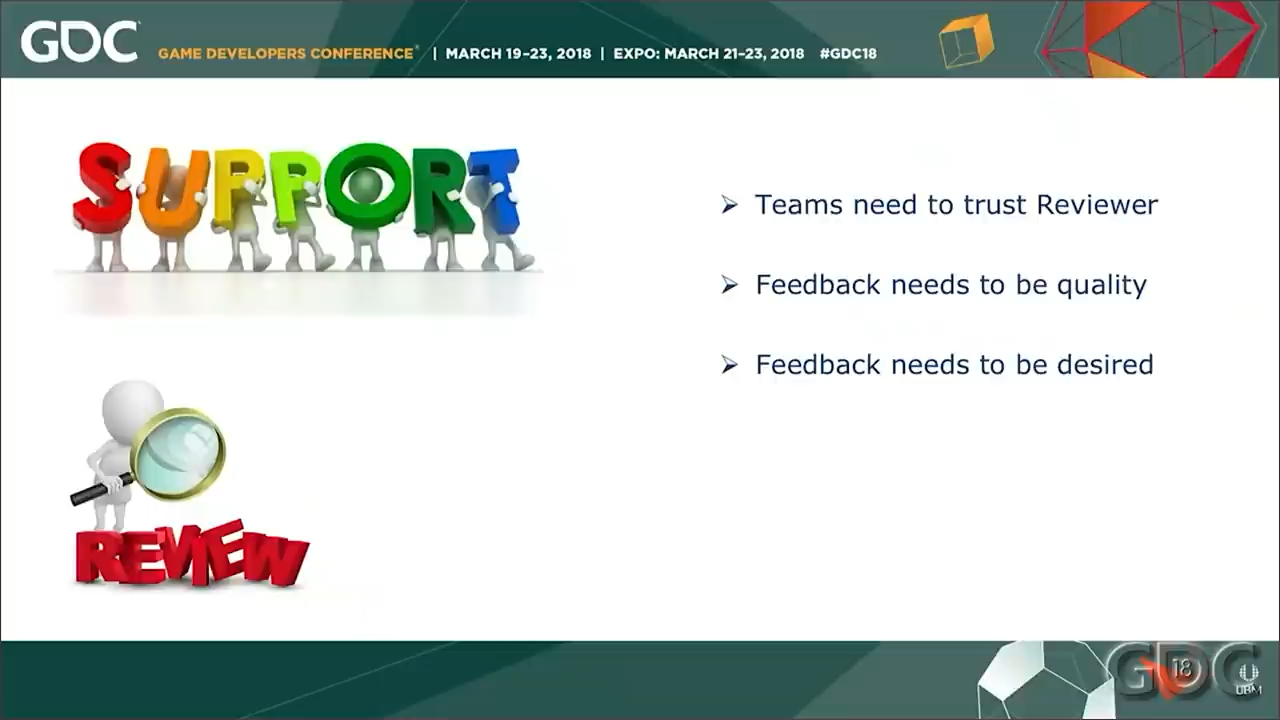 GDC
GAME DEVELOPERS CONFERENCE® | MARCH 19–23, 2018 | EXPO: MARCH 21–23, 2018 #GDC18
SUPPORT
➢ Teams need to trust Reviewer
➢ Feedback needs to be quality
➢ Feedback needs to be desired
REVIEW
GDC
18
UBM